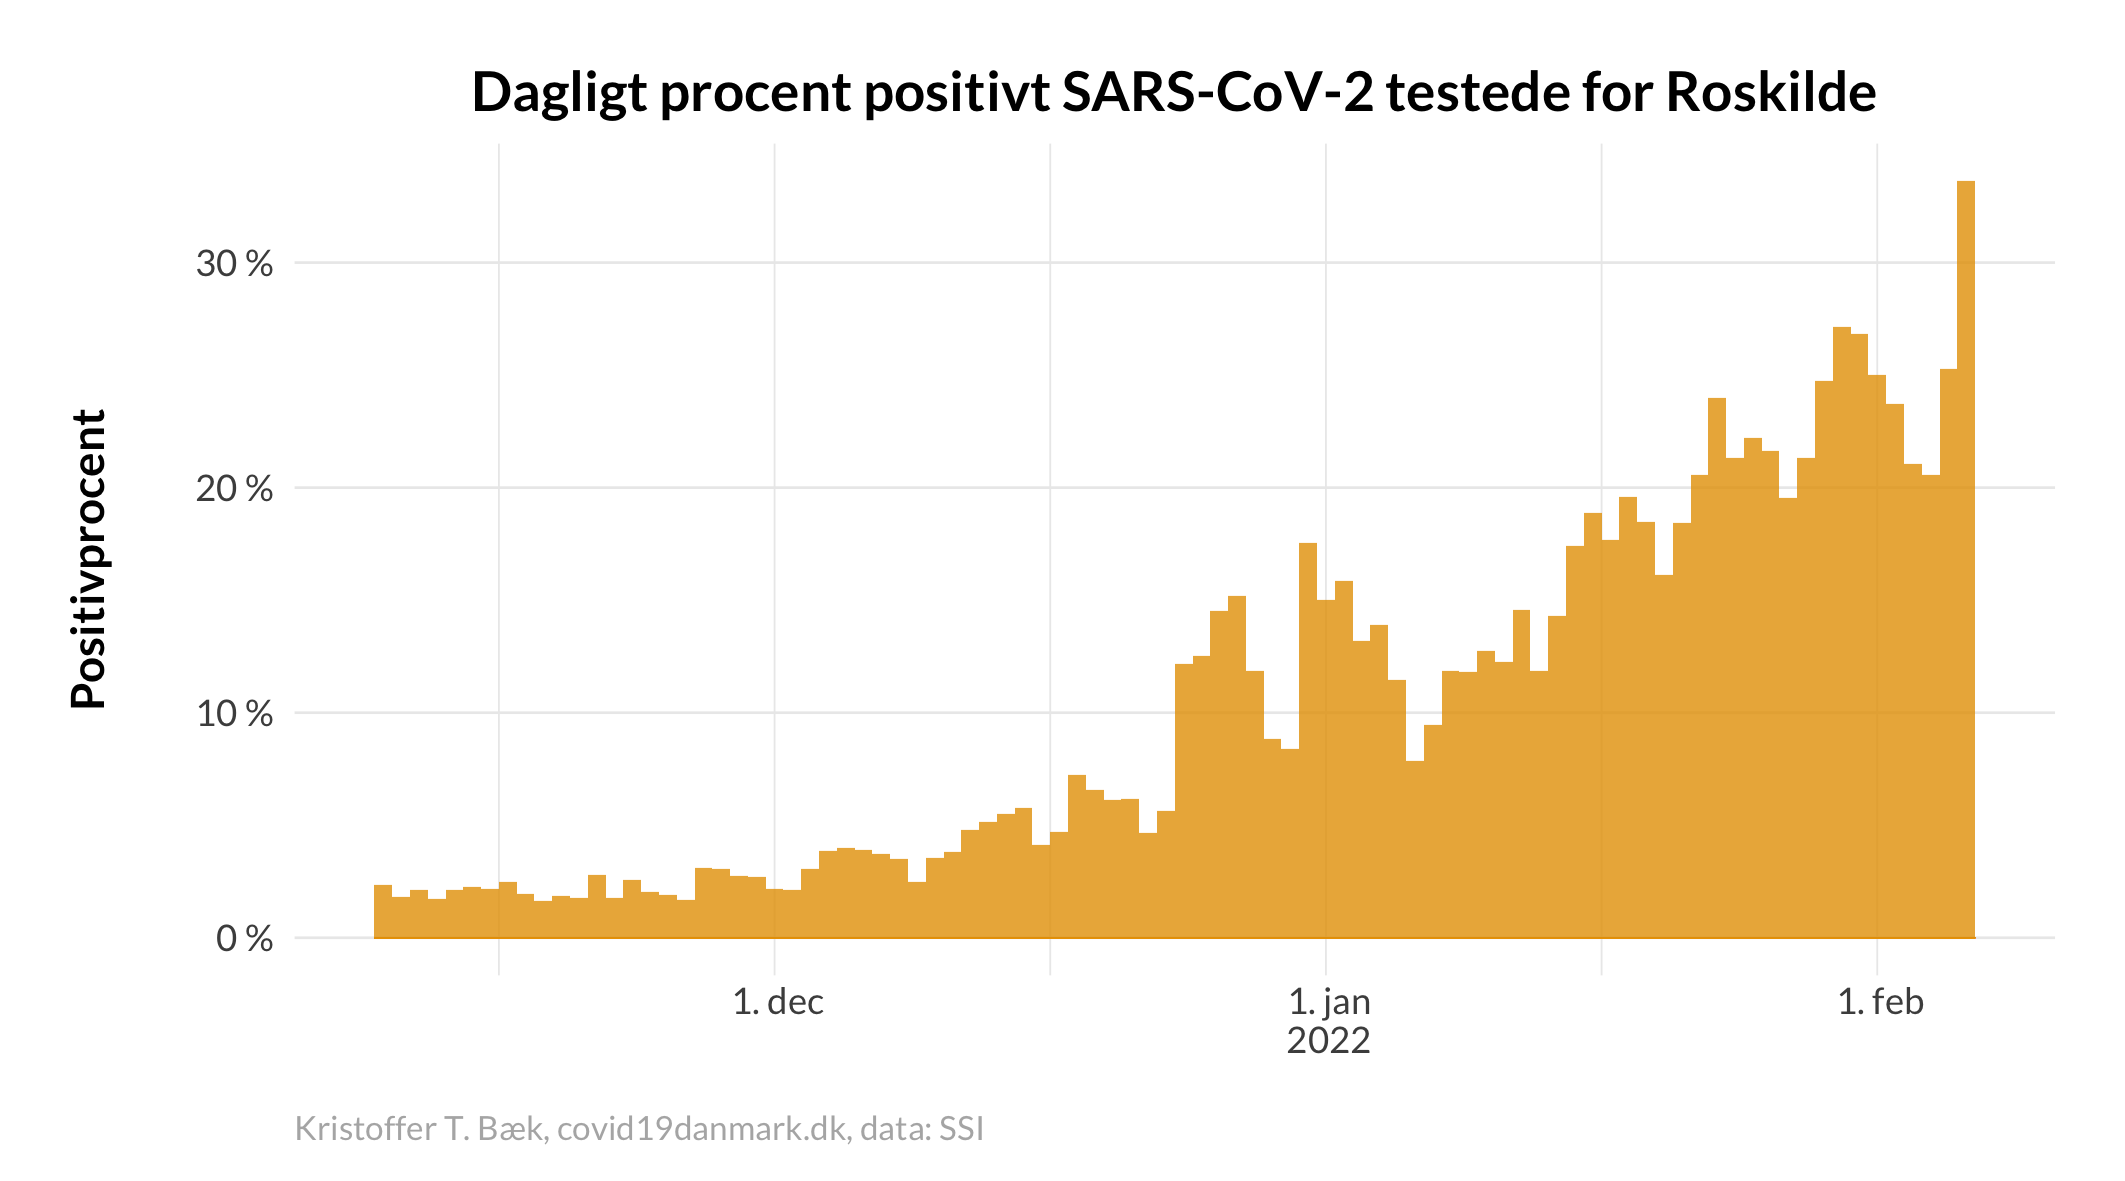 Dagligt procent positivt SARS-CoV-2 testede for Roskilde
Positivprocent
30 %
20 %
10 %
0 %
1. dec
1. jan
2022
1. feb
Kristoffer T. Bæk, covid19danmark.dk, data: SSI